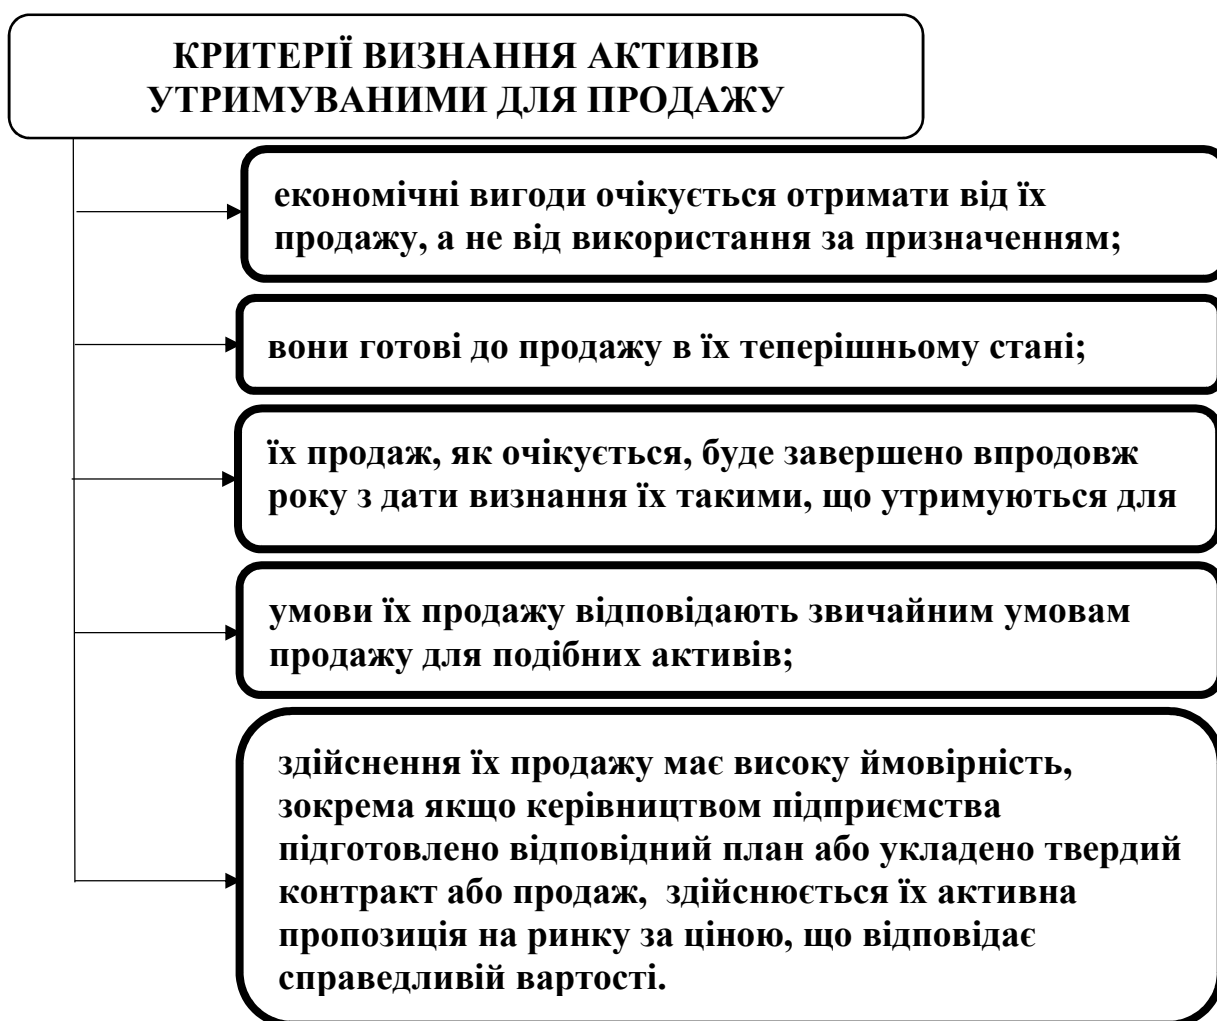 КРИТЕРІЇ ВИЗНАННЯ АКТИВІВ
УТРИМУВАНИМИ ДЛЯ ПРОДАЖУ
економічні вигоди очікується отримати від їх
продажу, а не від використання за призначенням;
вони готові до продажу в їх теперішньому стані;
їх продаж, як очікується, буде завершено впродовж
року з дати визнання їх такими, що утримуються для
умови їх продажу відповідають звичайним умовам
продажу для подібних активів;
здійснення їх продажу має високу ймовірність,
зокрема якщо керівництвом підприємства
підготовлено відповідний план або укладено твердий
контракт або продаж, здійснюється їх активна
пропозиція на ринку за ціною, що відповідає
справедливій вартості.